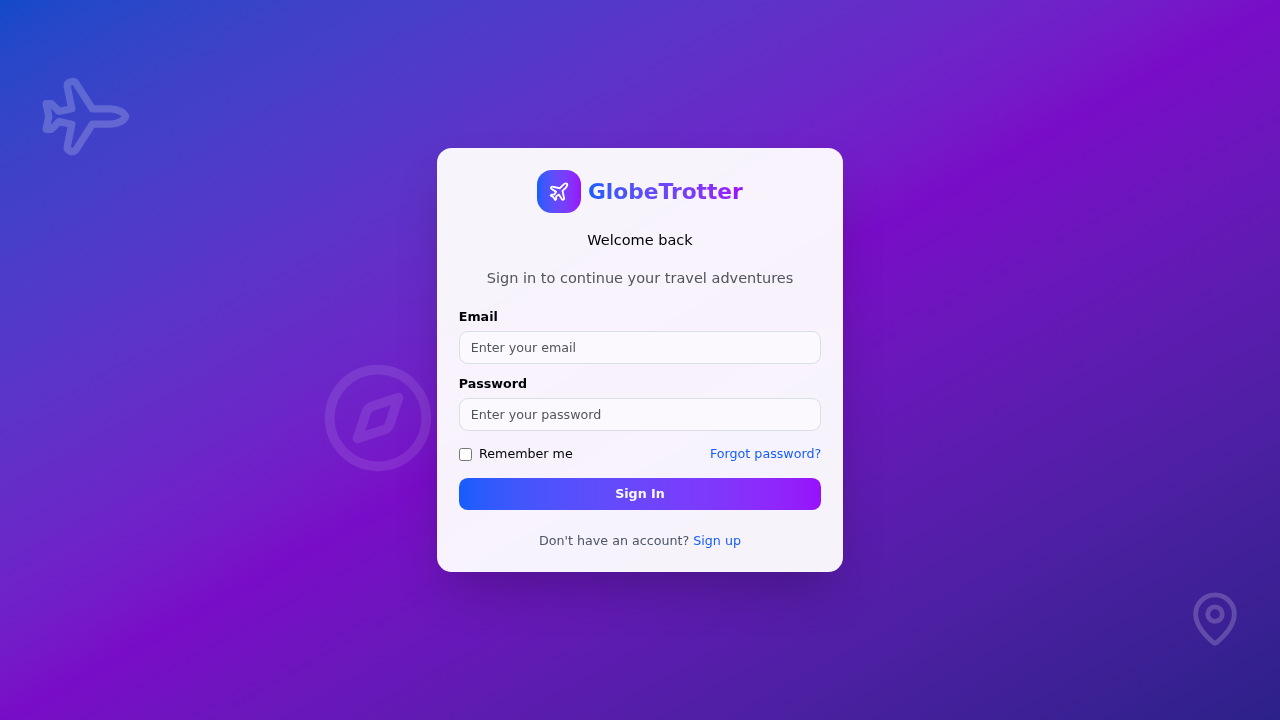 GlobeTrotter
Welcome back
Sign in to continue your travel adventures
Email
Enter your email
Password
Enter your password
Remember me
Forgot password?
Sign In
Don't have an account? Sign up